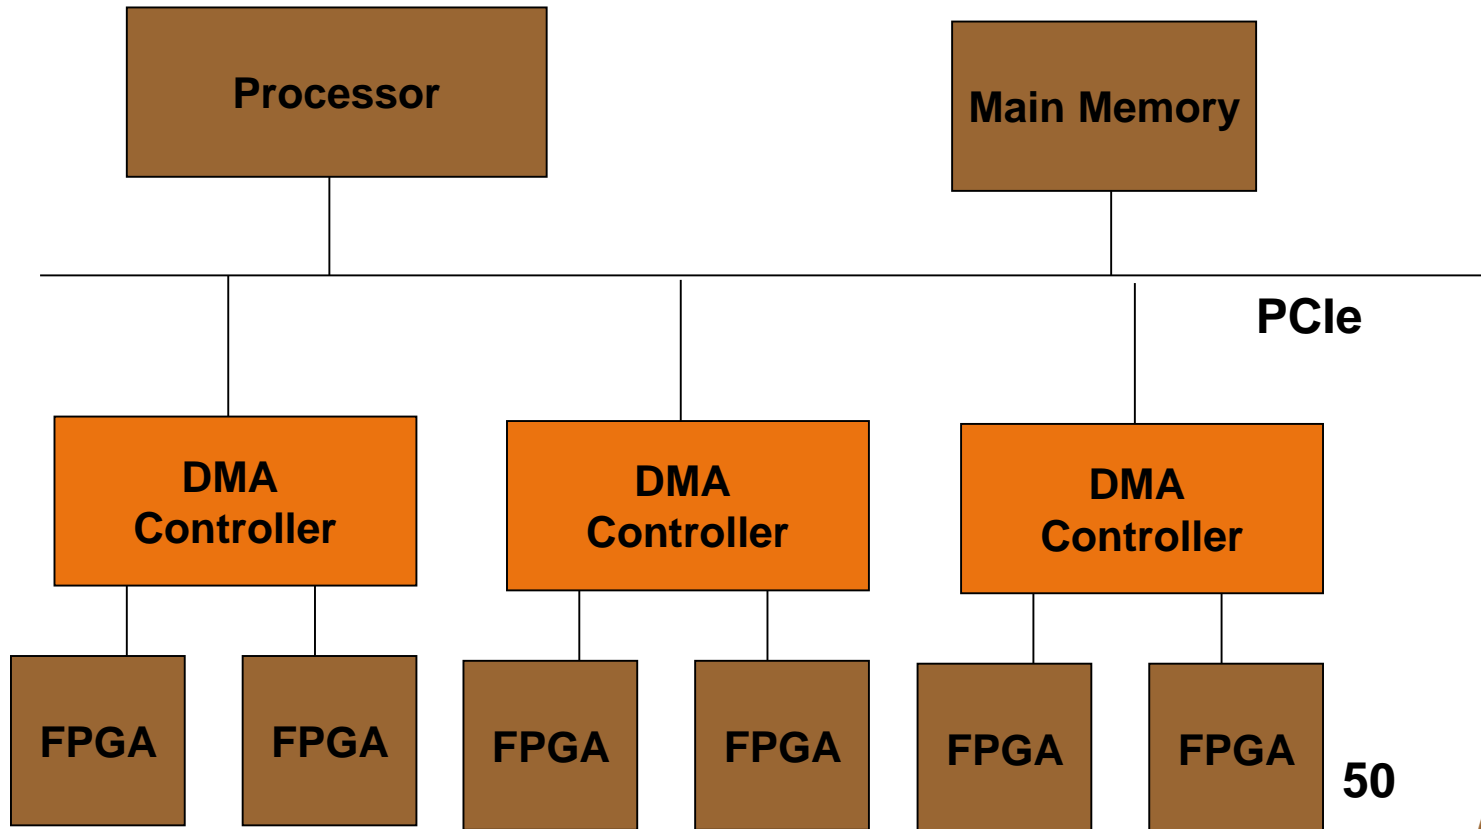 Processor
Main Memory
PCIe
DMA
Controller
DMA
Controller
DMA
Controller
FPGA
FPGA
FPGA
FPGA
FPGA
FPGA
50